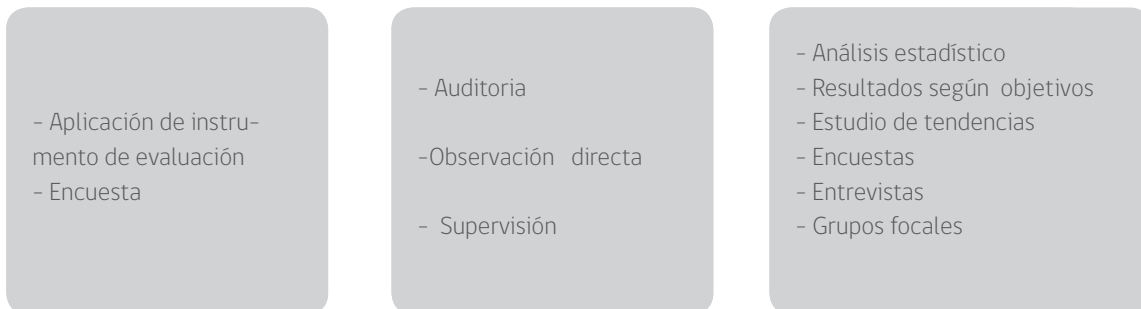 - Aplicación de instru-
mento de evaluación
- Encuesta
- Auditoria
-Observación directa
- Supervisión
- Análisis estadístico
- Resultados según objetivos
- Estudio de tendencias
- Encuestas
- Entrevistas
- Grupos focales